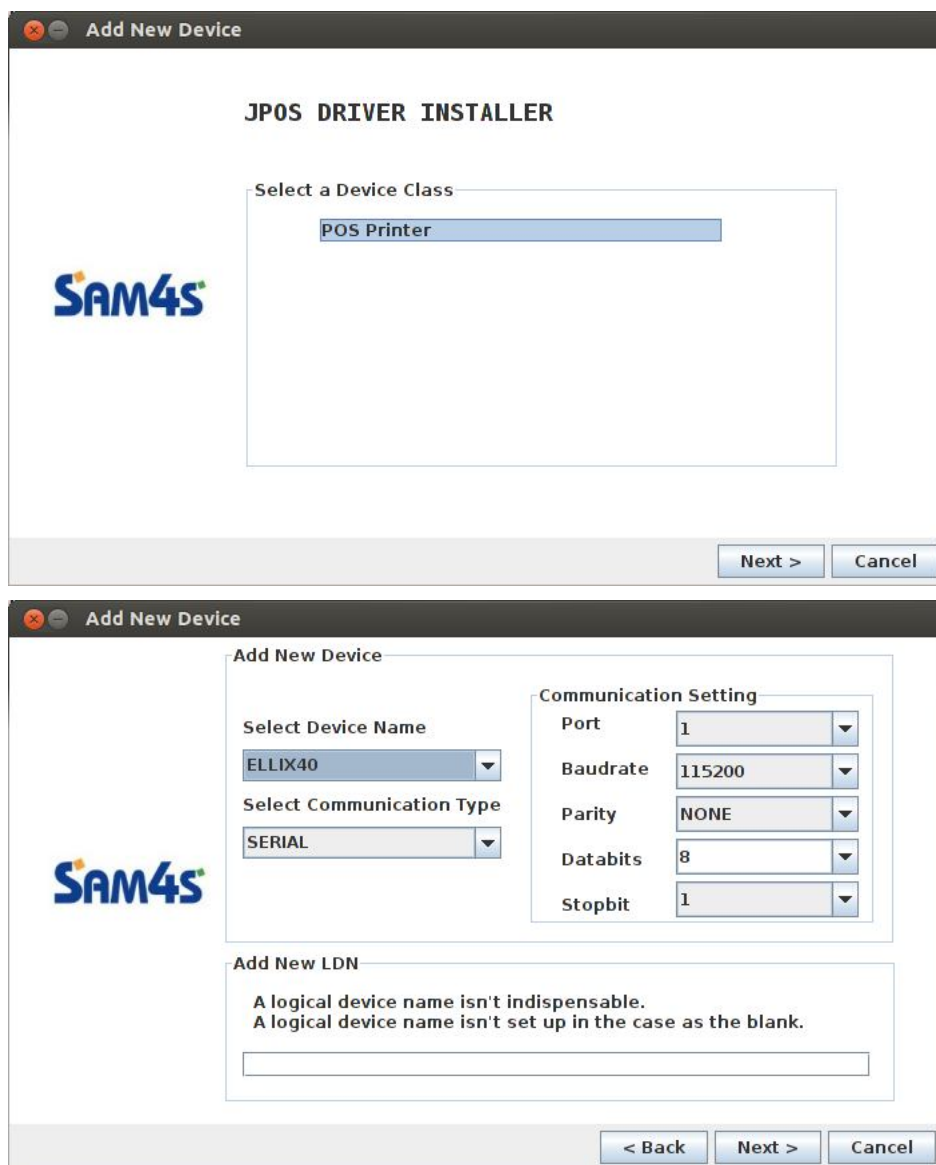 Add New Device
JPOS DRIVER INSTALLER
Select a Device Class
POS Printer
SAM4S
Next >
Cancel
Add New Device
Add New Device
Select Device Name
ELLIX40
Select Communication Type
SERIAL
Communication Setting
Port 1
Baudrate 115200
Parity NONE
Databits 8
Stopbit 1
SAM4S
Add New LDN
A logical device name isn't indispensable.
A logical device name isn't set up in the case as the blank.
< Back
Next >
Cancel